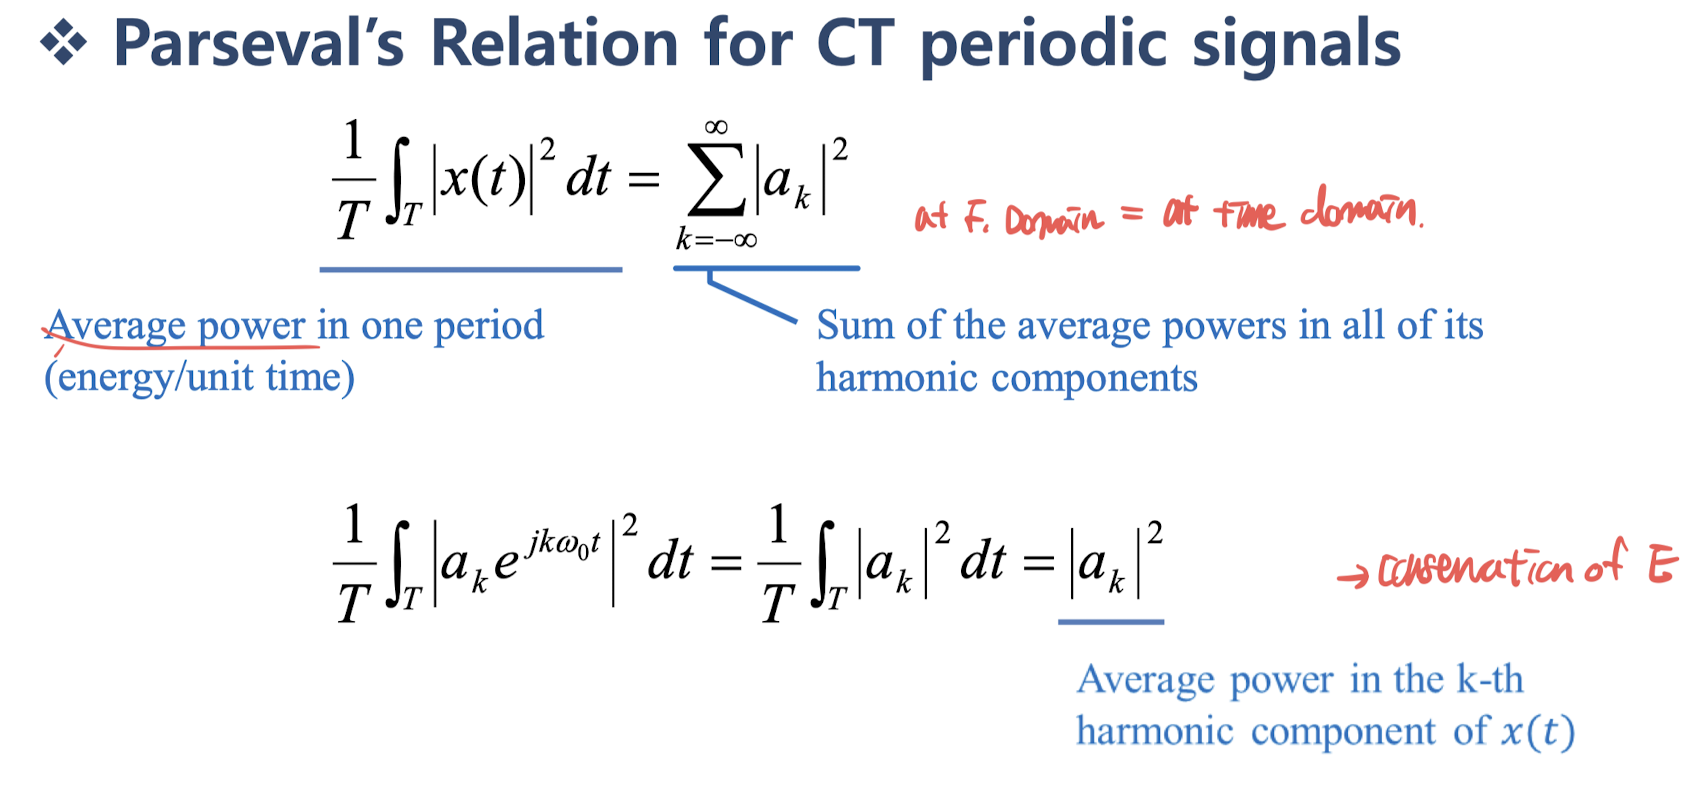 ❖ Parseval's Relation for CT periodic signals
$\frac{1}{T}\int_T |x(t)|^2 dt = \sum_{k=-\infty}^{\infty} |a_k|^2$
at F. Domain = at time domain.
Average power in one period
(energy/unit time)
Sum of the average powers in all of its
harmonic components
$\frac{1}{T}\int_T |a_k e^{jk\omega_0 t}|^2 dt = \frac{1}{T}\int_T |a_k|^2 dt = |a_k|^2$
→ conservation of E
Average power in the k-th
harmonic component of x(t)